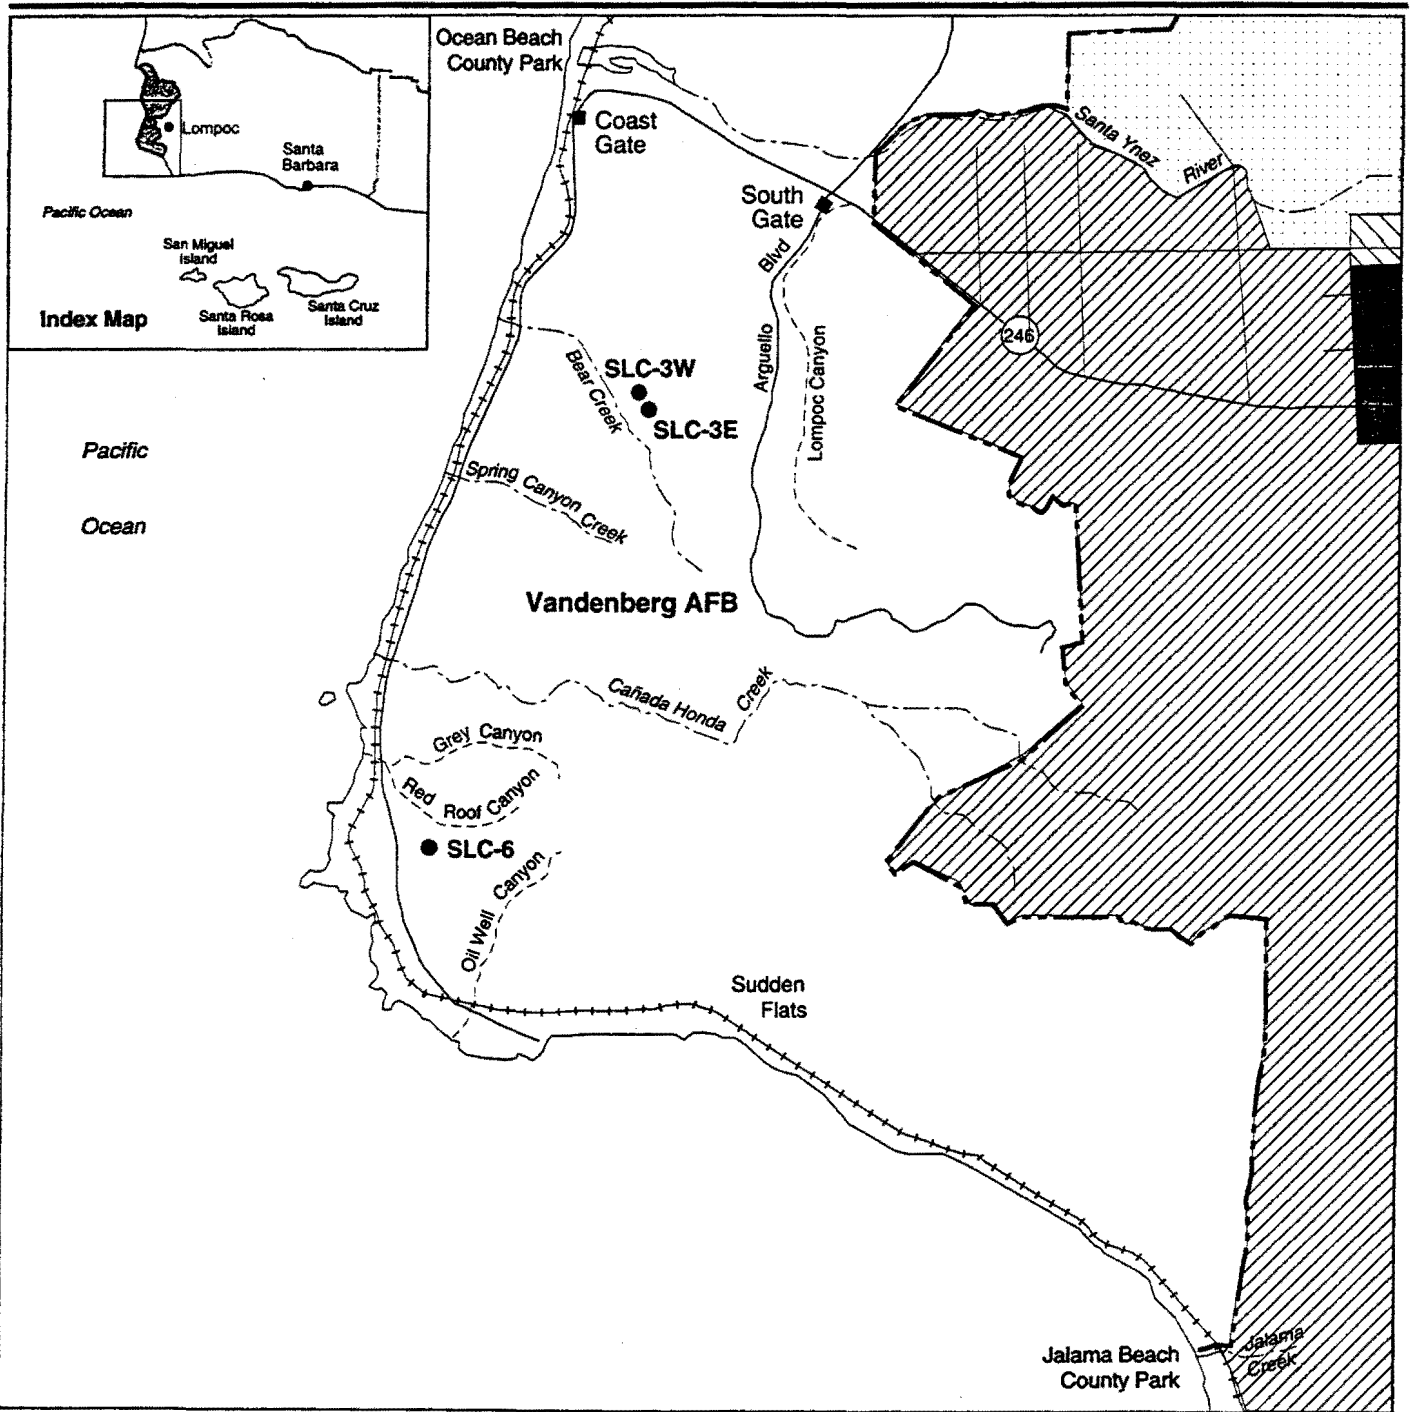 Ocean Beach
County Park
Coast
Gate
Lompoc
Santa
Barbara
Pacific Ocean
San Miguel
Island
Santa Rosa
Island
Santa Cruz
Island
Index Map
Santa Ynez
River
South
Gate
Blvd
Arguello
Lompoc Canyon
246
Bear Creek
SLC-3W
SLC-3E
Pacific
Ocean
Spring Canyon Creek
Vandenberg AFB
Cañada Honda
Creek
Grey Canyon
Red Roof Canyon
SLC-6
Oil Well Canyon
Sudden
Flats
Jalama Beach
County Park
Jalama
Creek